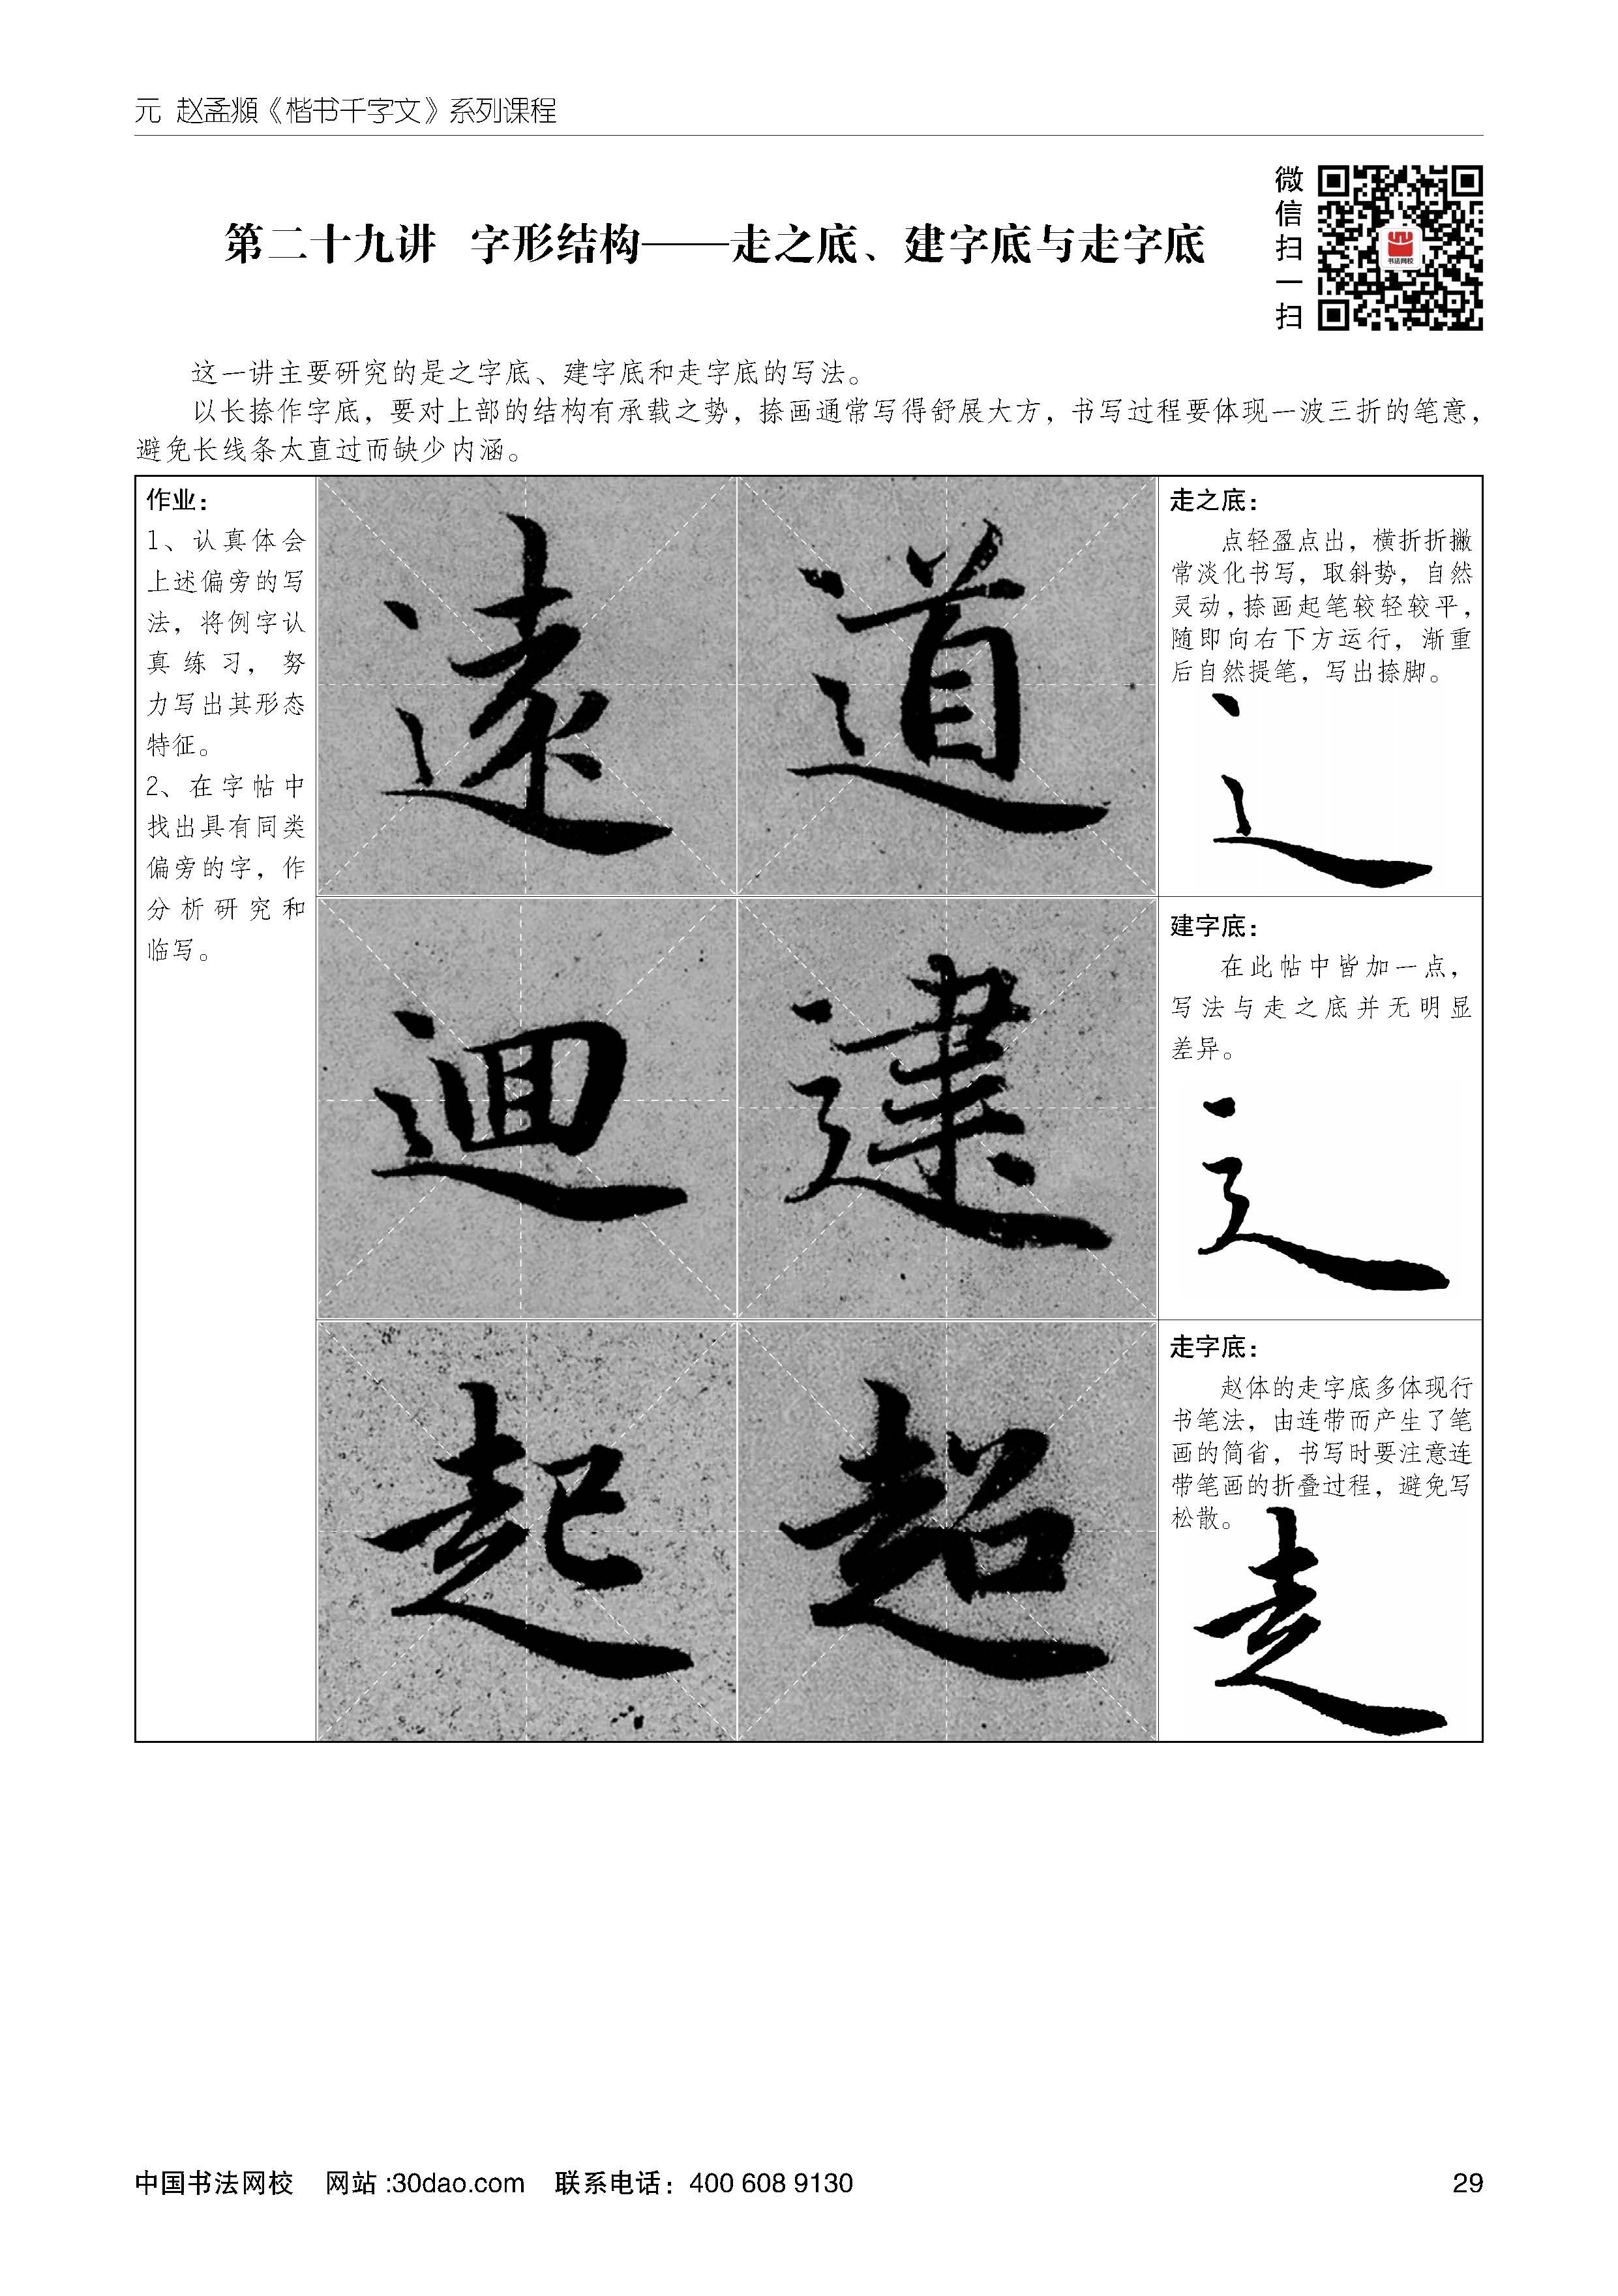 元 赵孟頫《楷书千字文》系列课程
微信扫一扫
书法网校
第二十九讲 字形结构——走之底、建字底与走字底
这一讲主要研究的是之字底、建字底和走字底的写法。
以长捺作字底，要对上部的结构有承载之势，捺画通常写得舒展大方，书写过程要体现一波三折的笔意，
避免长线条太直过而缺少内涵。
作业：
1、认真体会
上述偏旁的写
法，将例字认
真练习，努
力写出其形态
特征。
2、在字帖中
找出具有同类
偏旁的字，作
分析研究和
临写。
遠 道
走之底：
点轻盈点出，横折折撇
常淡化书写，取斜势，自然
灵动，捺画起笔较轻较平，
随即向右下方运行，渐重
后自然提笔，写出捺脚。
辶
迴 建
建字底：
在此帖中皆加一点，
写法与走之底并无明显
差异。
辶
起 超
走字底：
赵体的走字底多体现行
书笔法，由连带而产生了笔
画的简省，书写时要注意连
带笔画的折叠过程，避免写
松散。
走
中国书法网校 网站:30dao.com 联系电话：400 608 9130
29